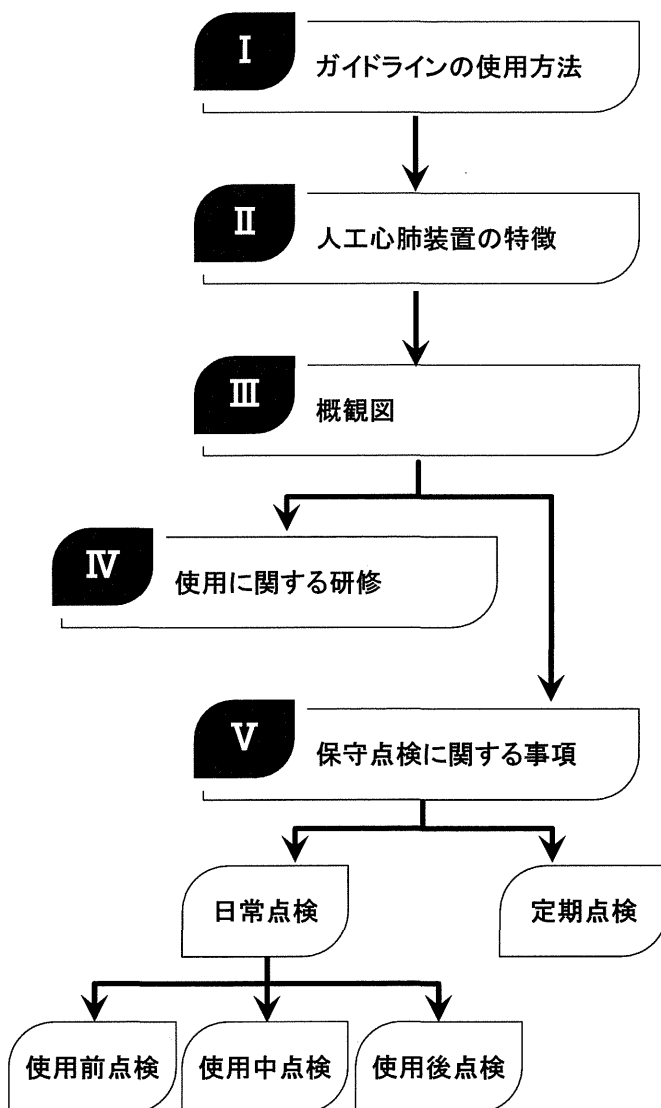 Ⅰ
ガイドラインの使用方法
Ⅱ
人工心肺装置の特徴
Ⅲ
概観図
Ⅳ
使用に関する研修
Ⅴ
保守点検に関する事項
日常点検
定期点検
使用前点検
使用中点検
使用後点検